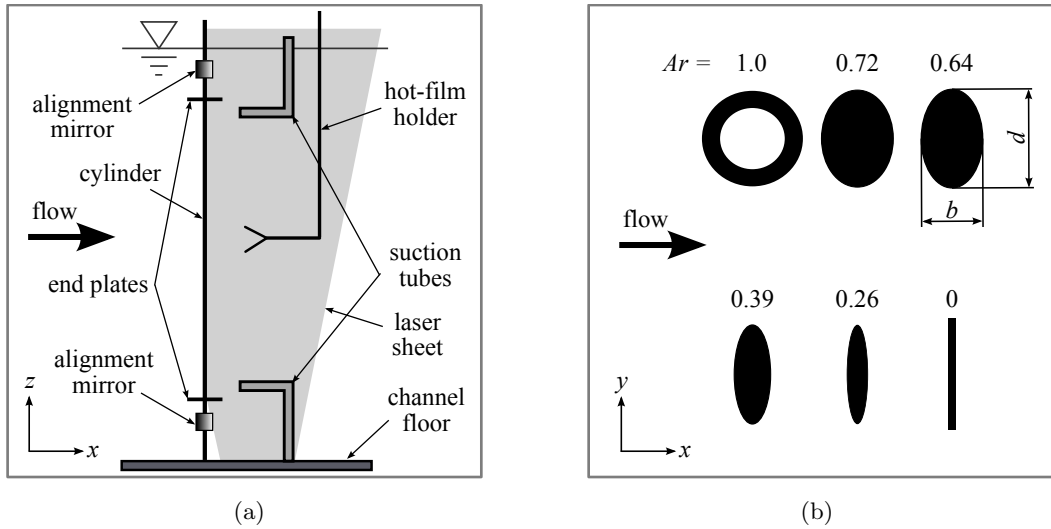 alignment
mirror
cylinder
flow
end plates
alignment
mirror
z
x
hot-film
holder
suction
tubes
laser
sheet
channel
floor
(a)
Ar = 1.0 0.72 0.64
d
b
flow
0.39 0.26 0
y
x
(b)